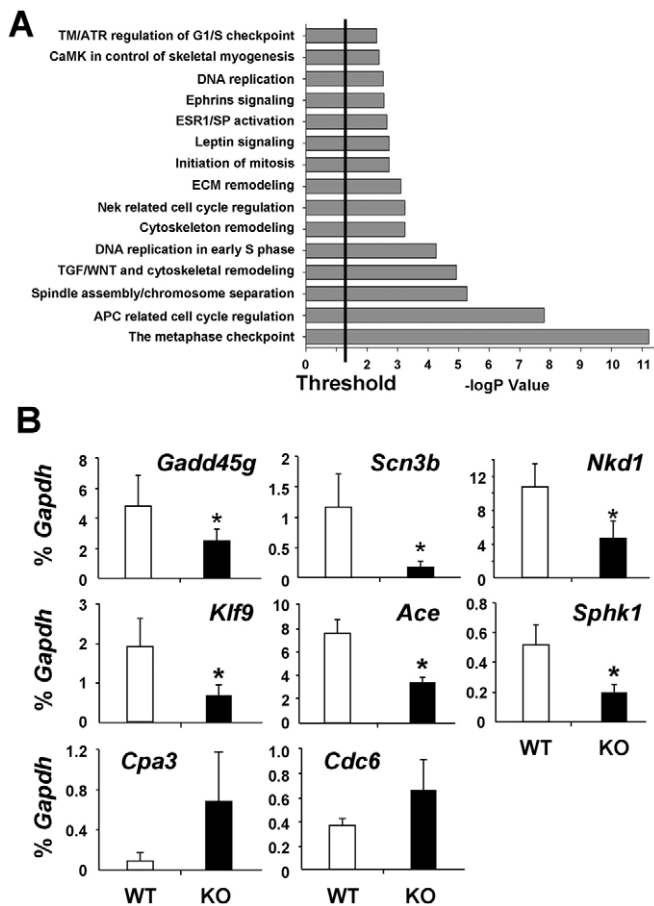 A
TM/ATR regulation of G1/S checkpoint
CaMK in control of skeletal myogenesis
DNA replication
Ephrins signaling
ESR1/SP activation
Leptin signaling
Initiation of mitosis
ECM remodeling
Nek related cell cycle regulation
Cytoskeleton remodeling
DNA replication in early S phase
TGF/WNT and cytoskeletal remodeling
Spindle assembly/chromosome separation
APC related cell cycle regulation
The metaphase checkpoint
0 1 2 3 4 5 6 7 8 9 10 11
Threshold -logP Value
B
% Gapdh
8
6
4
2
0
Gadd45g
*
2
1.5
1
0.5
0
Scn3b
*
12
8
4
0
Nkd1
*
% Gapdh
3
2
1
0
Klf9
*
10
8
6
4
2
0
Ace
*
0.8
0.6
0.4
0.2
0
Sphk1
*
WT KO
% Gapdh
1.2
0.8
0.4
0
Cpa3
WT KO
1.0
0.8
0.6
0.4
0.2
0
Cdc6
WT KO